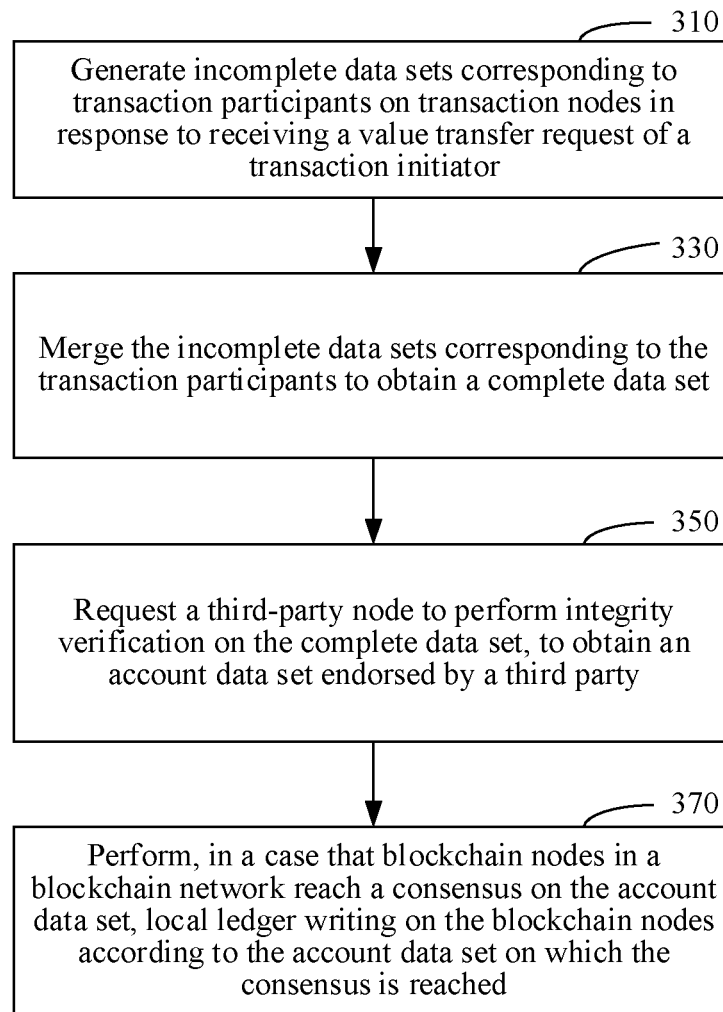 310
Generate incomplete data sets corresponding to
transaction participants on transaction nodes in
response to receiving a value transfer request of a
transaction initiator
330
Merge the incomplete data sets corresponding to the
transaction participants to obtain a complete data set
350
Request a third-party node to perform integrity
verification on the complete data set, to obtain an
account data set endorsed by a third party
370
Perform, in a case that blockchain nodes in a
blockchain network reach a consensus on the account
data set, local ledger writing on the blockchain nodes
according to the account data set on which the
consensus is reached